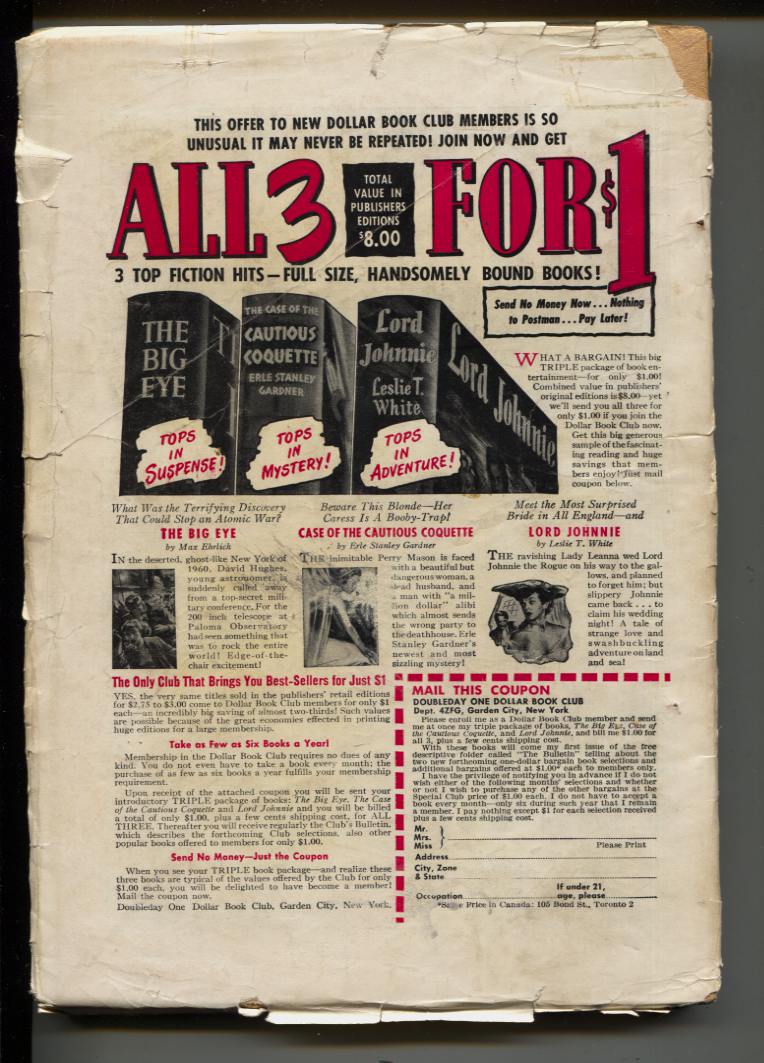 THIS OFFER TO NEW DOLLAR BOOK CLUB MEMBERS IS SO
UNUSUAL IT MAY NEVER BE REPEATED! JOIN NOW AND GET
ALL 3
TOTAL
VALUE IN
PUBLISHERS
EDITIONS
$8.00
FOR $1
3 TOP FICTION HITS—FULL SIZE, HANDSOMELY BOUND BOOKS!
Send No Money Now...Nothing
to Postman...Pay Later!
THE
BIG
EYE
TOPS
IN
SUSPENSE!
THE CASE OF THE
CAUTIOUS
COQUETTE
ERLE STANLEY
GARDNER
TOPS
IN
MYSTERY!
Lord
Johnnie
Leslie T.
White
TOPS
IN
ADVENTURE!
Lord Johnnie
WHAT A BARGAIN! This big
TRIPLE package of book en-
tertainment—for only $1.00!
Combined value in publishers'
original editions is $8.00—yet
we'll send you all three for
only $1.00 if you join the
Dollar Book Club now.
Get this big generous
sample of the fascinat-
ing reading and huge
savings that mem-
bers enjoy! Just mail
coupon below.
What Was the Terrifying Discovery
That Could Stop an Atomic War?
THE BIG EYE
by Max Ehrlich
IN the deserted, ghost-like New York of
1960, David Hughes,
young astronomer, is
suddenly called away
from a top-secret mili-
tary conference. For the
200 inch telescope at
Paloma Observatory
had seen something that
was to rock the entire
world! Edge-of-the-
chair excitement!
Beware This Blonde—Her
Caress Is A Booby-Trap!
CASE OF THE CAUTIOUS COQUETTE
by Erle Stanley Gardner
THE inimitable Perry Mason is faced
with a beautiful but
dangerous woman, a
dead husband, and
a man with "a mil-
lion dollar" alibi
which almost sends
the wrong party to
the deathhouse. Erle
Stanley Gardner's
newest and most
sizzling mystery!
Meet the Most Surprised
Bride in All England—and
LORD JOHNNIE
by Leslie T. White
THE ravishing Lady Leanna wed Lord
Johnnie the Rogue on his way to the gal-
lows, and planned
to forget him; but
slippery Johnnie
came back . . . to
claim his wedding
night! A tale of
strange love and
swashbuckling
adventure on land
and sea!
The Only Club That Brings You Best-Sellers for Just $1
YES, the very same titles sold in the publishers' retail editions
for $2.75 to $3.00 come to Dollar Book Club members for only $1
each—an incredibly big saving of almost two-thirds! Such values
are possible because of the great economies effected in printing
huge editions for a large membership.
Take as Few as Six Books a Year!
Membership in the Dollar Book Club requires no dues of any
kind. You do not even have to take a book every month; the
purchase of as few as six books a year fulfills your membership
requirement.
Upon receipt of the attached coupon you will be sent your
introductory TRIPLE package of books: The Big Eye, The Case
of the Cautious Coquette and Lord Johnnie and you will be billed
a total of only $1.00, plus a few cents shipping cost, for ALL
THREE. Thereafter you will receive regularly the Club's Bulletin,
which describes the forthcoming Club selections, also other
popular books offered to members for only $1.00.
Send No Money—Just the Coupon
When you see your TRIPLE book package—and realize these
three books are typical of the values offered by the Club for only
$1.00 each, you will be delighted to have become a member!
Mail the coupon now.
Doubleday One Dollar Book Club, Garden City, New York.
MAIL THIS COUPON
DOUBLEDAY ONE DOLLAR BOOK CLUB
Dept. 4ZFG, Garden City, New York
Please enroll me as a Dollar Book Club member and send
me at once my triple package of books, The Big Eye, Case of
the Cautious Coquette, and Lord Johnnie, and bill me $1.00 for
all 3, plus a few cents shipping cost.
With these books will come my first issue of the free
descriptive folder called "The Bulletin" telling about the
two new forthcoming one-dollar bargain book selections and
additional bargains offered at $1.00* each to members only.
I have the privilege of notifying you in advance if I do not
wish either of the following months' selections and whether
or not I wish to purchase any of the other bargains at the
Special Club price of $1.00 each. I do not have to accept a
book every month—only six during each year that I remain
a member. I pay nothing except $1 for each selection received
plus a few cents shipping cost.
Mr.
Mrs.
Miss
Please Print
Address
City, Zone
& State
If under 21,
Occupation age, please
*Same Price in Canada: 105 Bond St., Toronto 2